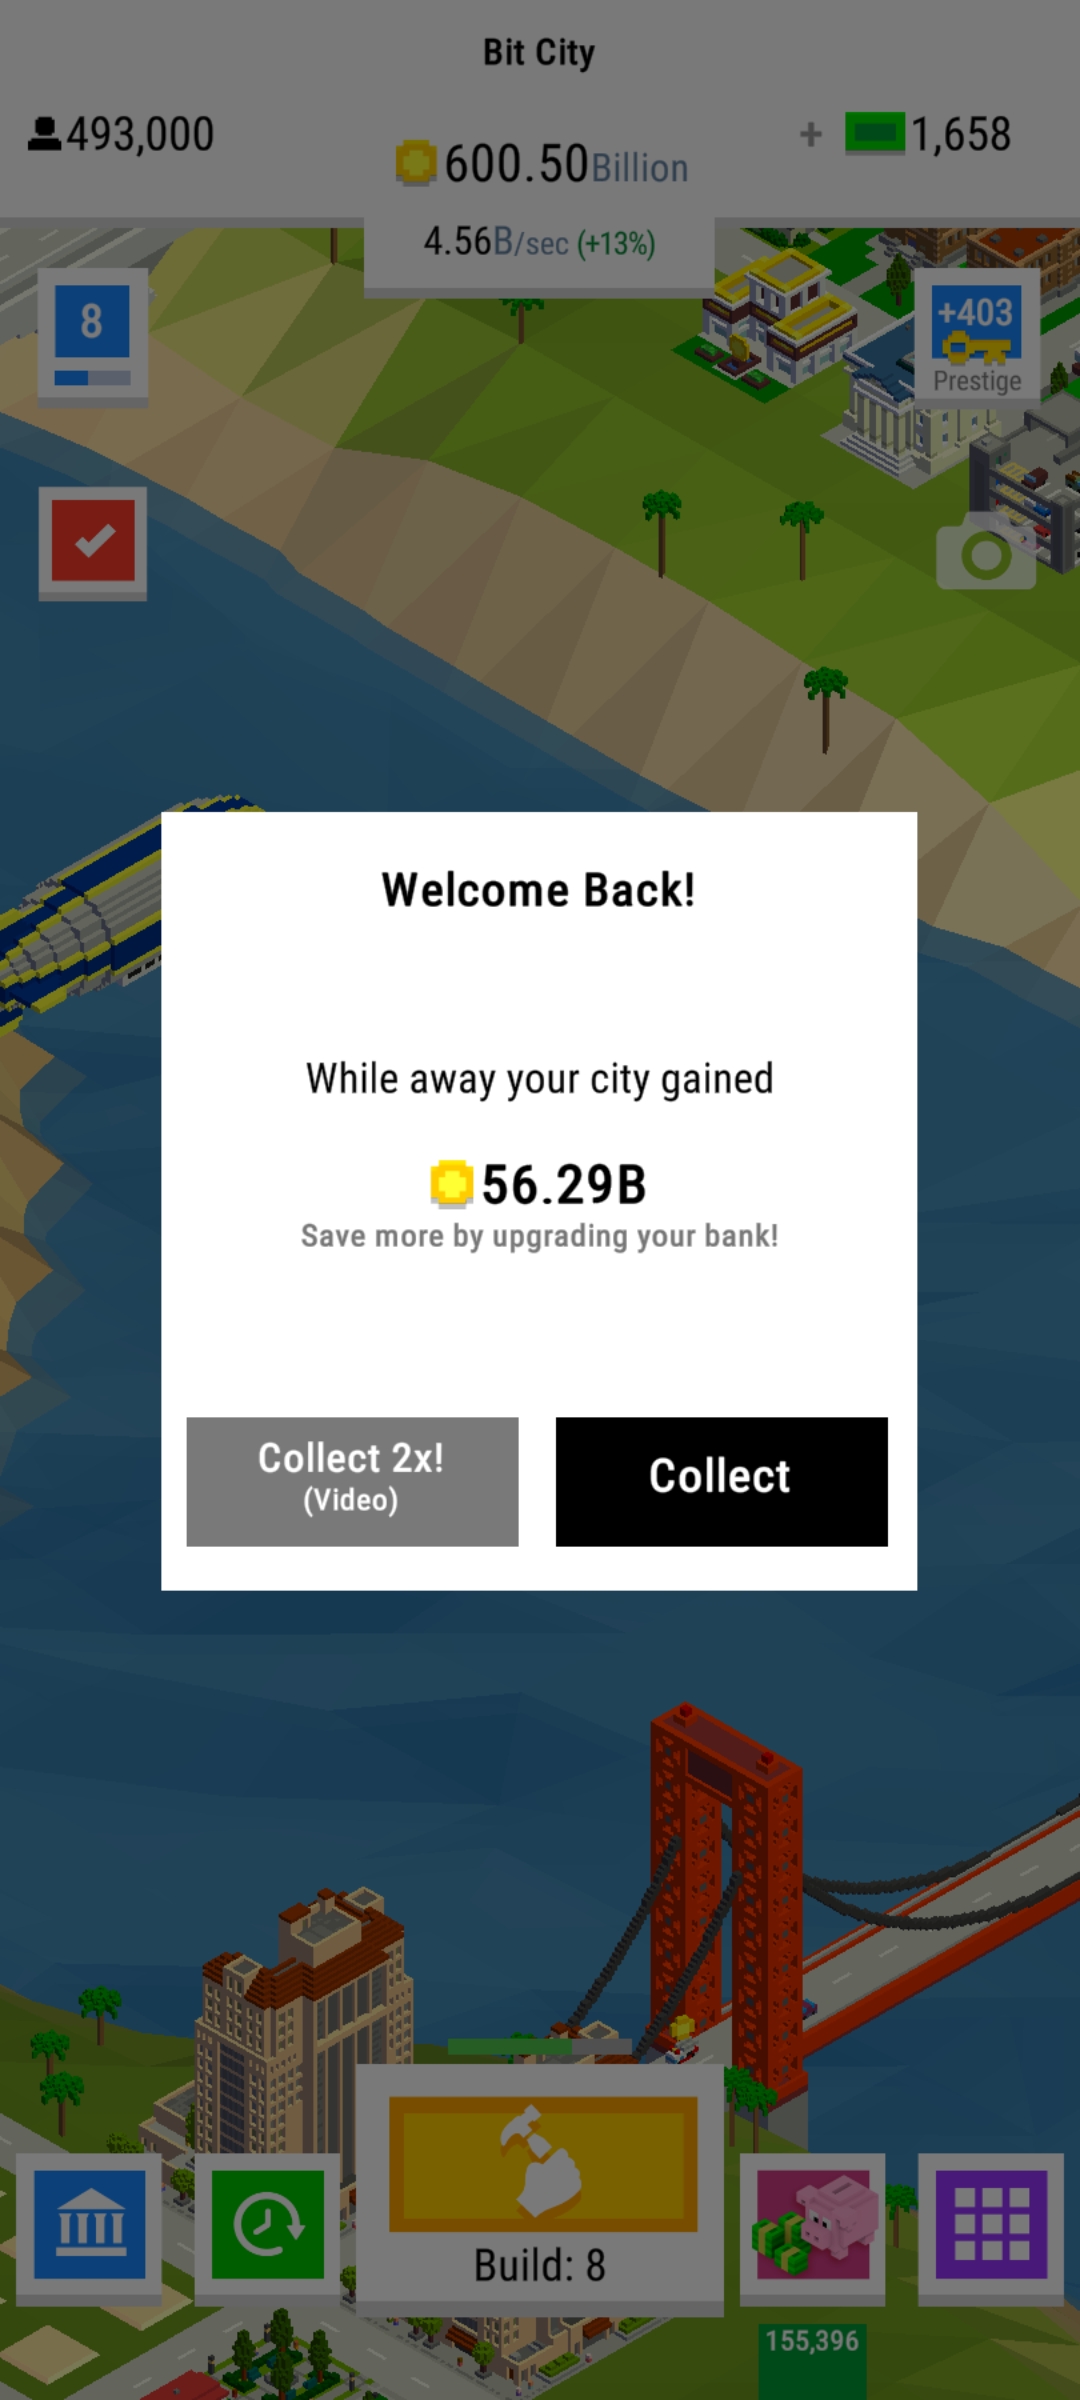 Bit City
493,000
600.50Billion
+ 1,658
4.56B/sec (+13%)
8
+403
Prestige
Welcome Back!
While away your city gained
56.29B
Save more by upgrading your bank!
Collect 2x!
(Video)
Collect
Build: 8
155,396